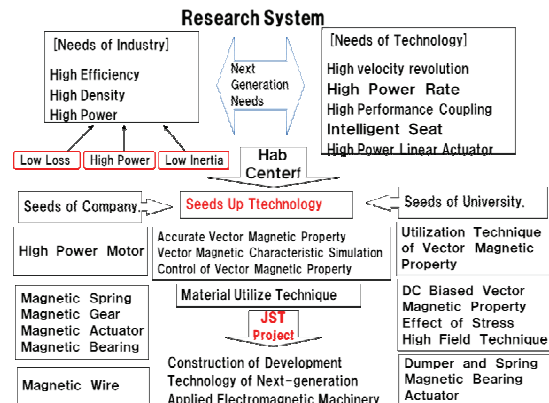 Research System
[Needs of Industry]
High Efficiency
High Density
High Power
Next
Generation
Needs
[Needs of Technology]
High velocity revolution
High Power Rate
High Performance Coupling
Intelligent Seat
High Power Linear Actuator
Low Loss
High Power
Low Inertia
Hab
Centerf
Seeds of Company.
Seeds Up Ttechnology
Seeds of University.
High Power Motor
Accurate Vector Magnetic Property
Vector Magnetic Characteristic Simulation
Control of Vector Magnetic Property
Utilization Technique
of Vector Magnetic
Property
Magnetic Spring
Magnetic Gear
Magnetic Actuator
Magnetic Bearing
Material Utilize Technique
DC Biased Vector
Magnetic Property
Effect of Stress
High Field Technique
JST
Project
Magnetic Wire
Construction of Development
Technology of Next-generation
Applied Electromagnetic Machinery
Dumper and Spring
Magnetic Bearing
Actuator